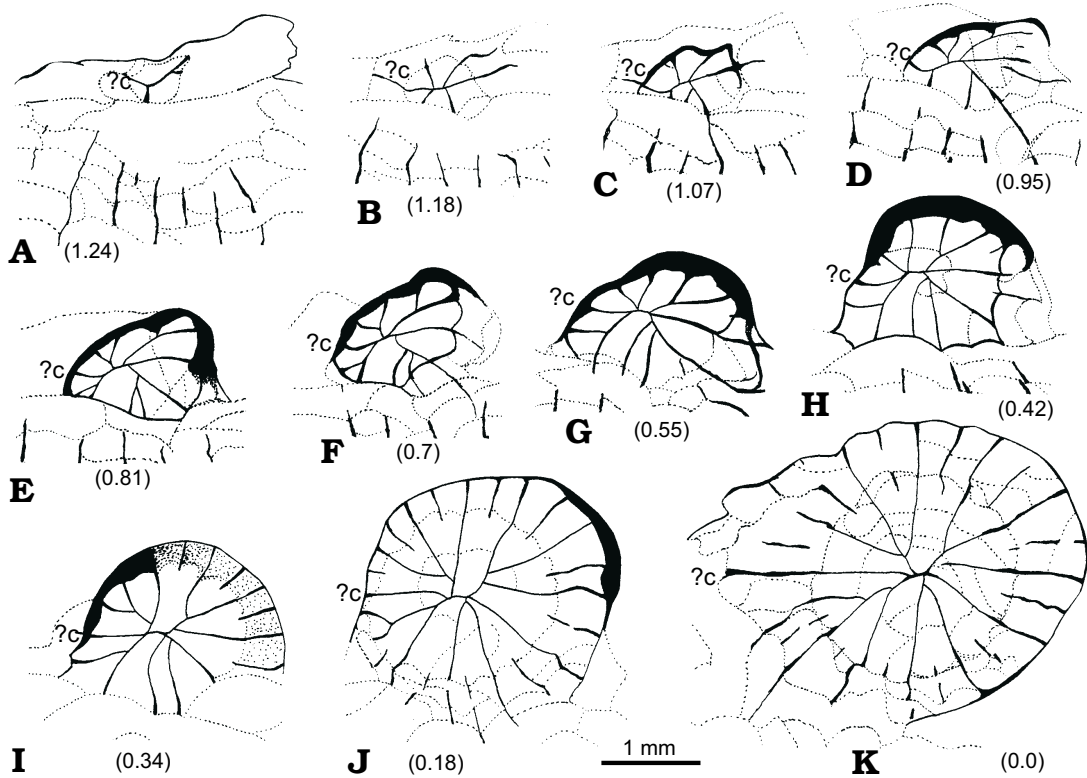 ?c
A (1.24)
?c
B (1.18)
?c
C (1.07)
?c
D (0.95)
?c
E (0.81)
?c
F (0.7)
?c
G (0.55)
?c
H (0.42)
?c
I (0.34)
?c
J (0.18)
1 mm
?c
K (0.0)